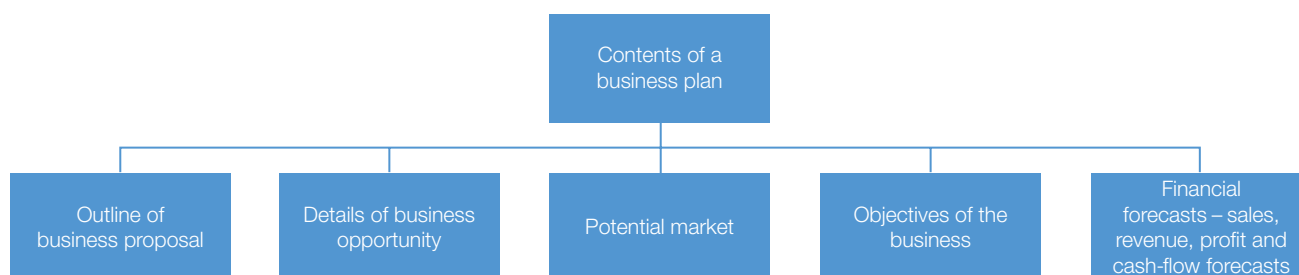 Contents of a
business plan
Outline of
business proposal
Details of business
opportunity
Potential market
Objectives of the
business
Financial
forecasts – sales,
revenue, profit and
cash-flow forecasts